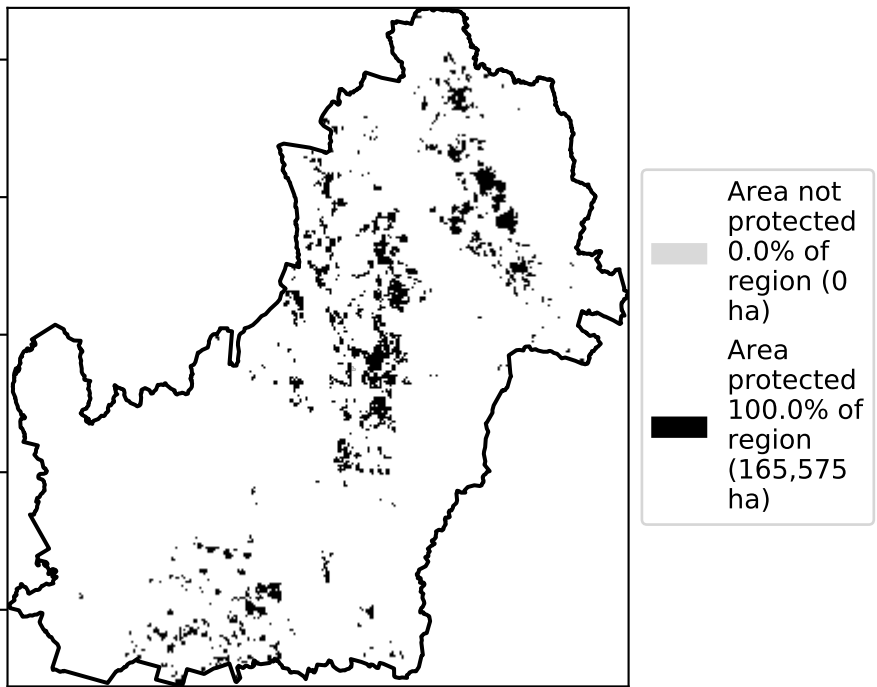 Area not
protected
0.0% of
region (0
ha)
Area
protected
100.0% of
region
(165,575
ha)